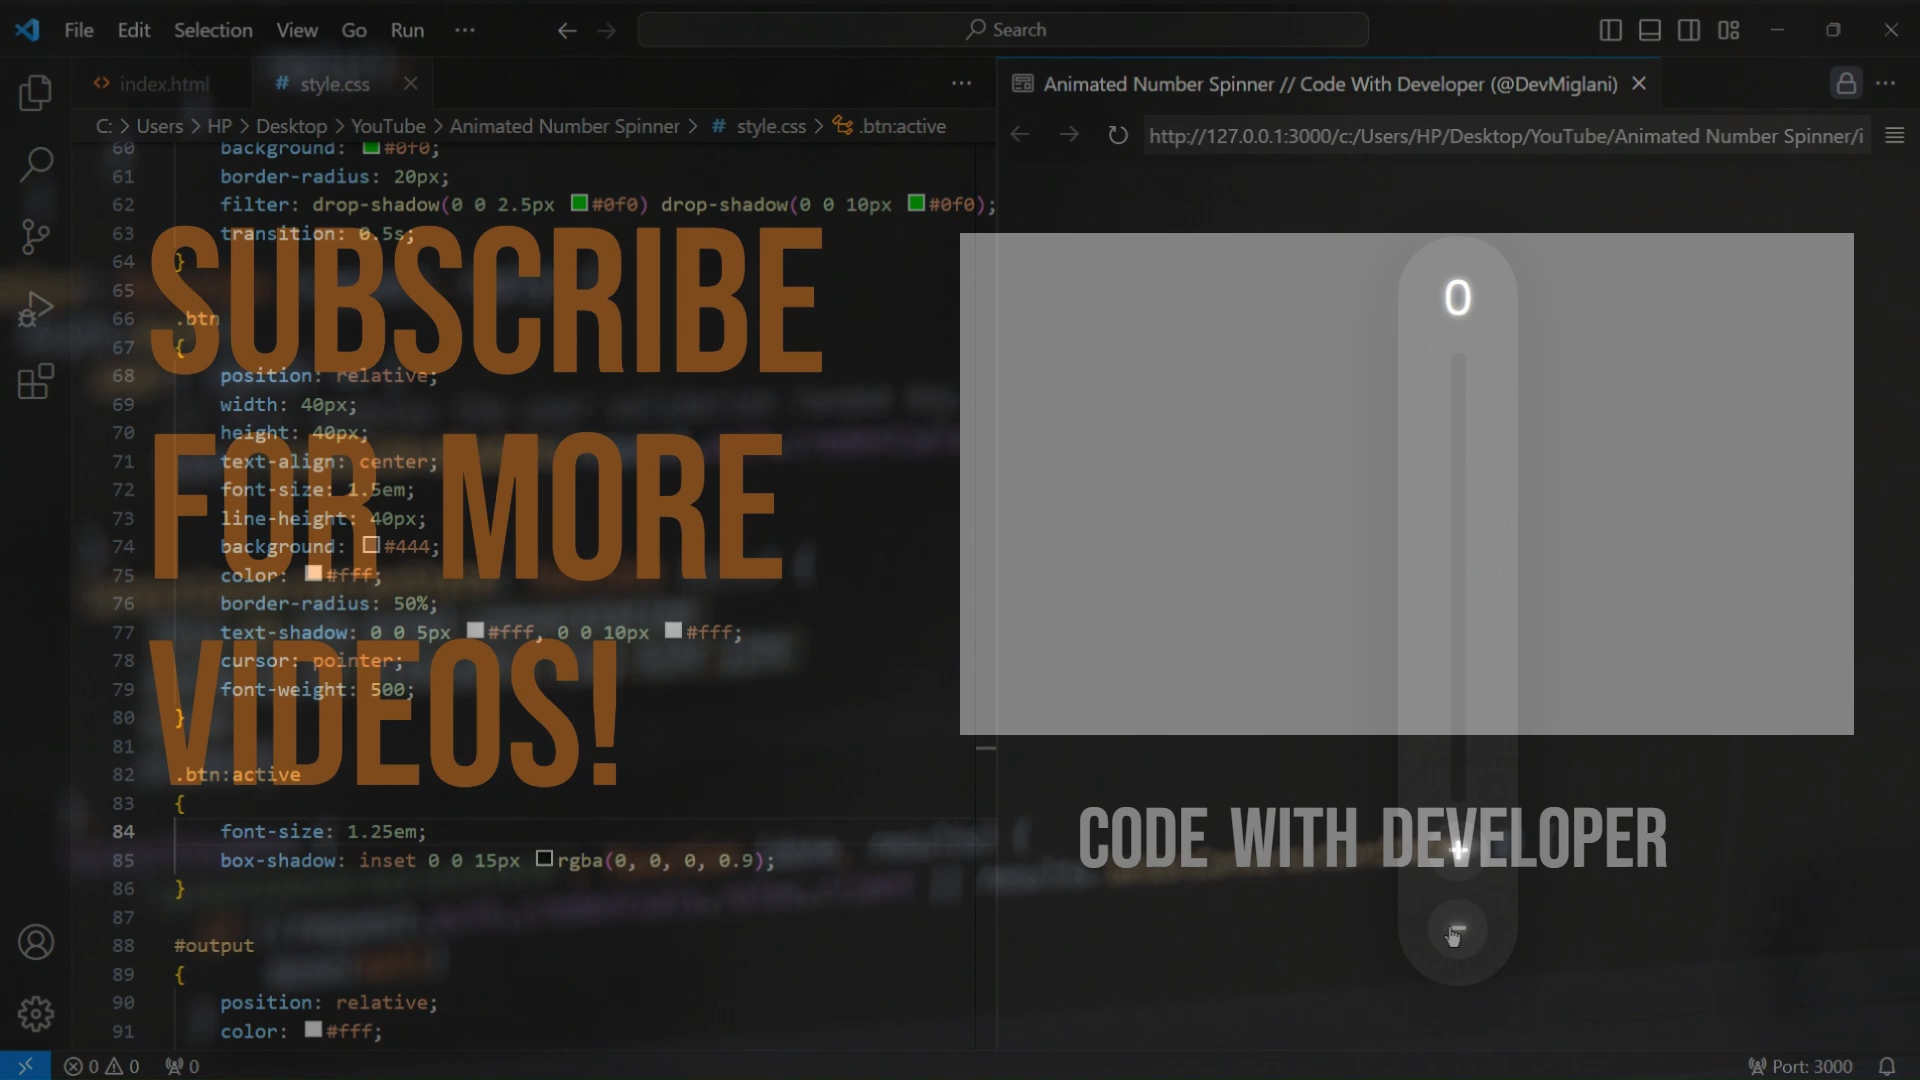 File Edit Selection View Go Run ...
Search
index.html
# style.css
Animated Number Spinner // Code With Developer (@DevMiglani)
C: > Users > HP > Desktop > YouTube > Animated Number Spinner > # style.css > .btn:active
http://127.0.0.1:3000/c:/Users/HP/Desktop/YouTube/Animated Number Spinner/i
60 background: #0f0;
61 border-radius: 20px;
62 filter: drop-shadow(0 0 2.5px #0f0) drop-shadow(0 0 10px #0f0);
63 transition: 0.5s;
64 }
65
66 .btn
67 {
68 position: relative;
69 width: 40px;
70 height: 40px;
71 text-align: center;
72 font-size: 1.5em;
73 line-height: 40px;
74 background: #444;
75 color: #fff;
76 border-radius: 50%;
77 text-shadow: 0 0 5px #fff, 0 0 10px #fff;
78 cursor: pointer;
79 font-weight: 500;
80 }
81
82 .btn:active
83 {
84 font-size: 1.25em;
85 box-shadow: inset 0 0 15px rgba(0, 0, 0, 0.9);
86 }
87
88 #output
89 {
90 position: relative;
91 color: #fff;
SUBSCRIBE
FOR MORE
VIDEOS!
0
CODE WITH DEVELOPER
+
-
0 0 0
Port: 3000